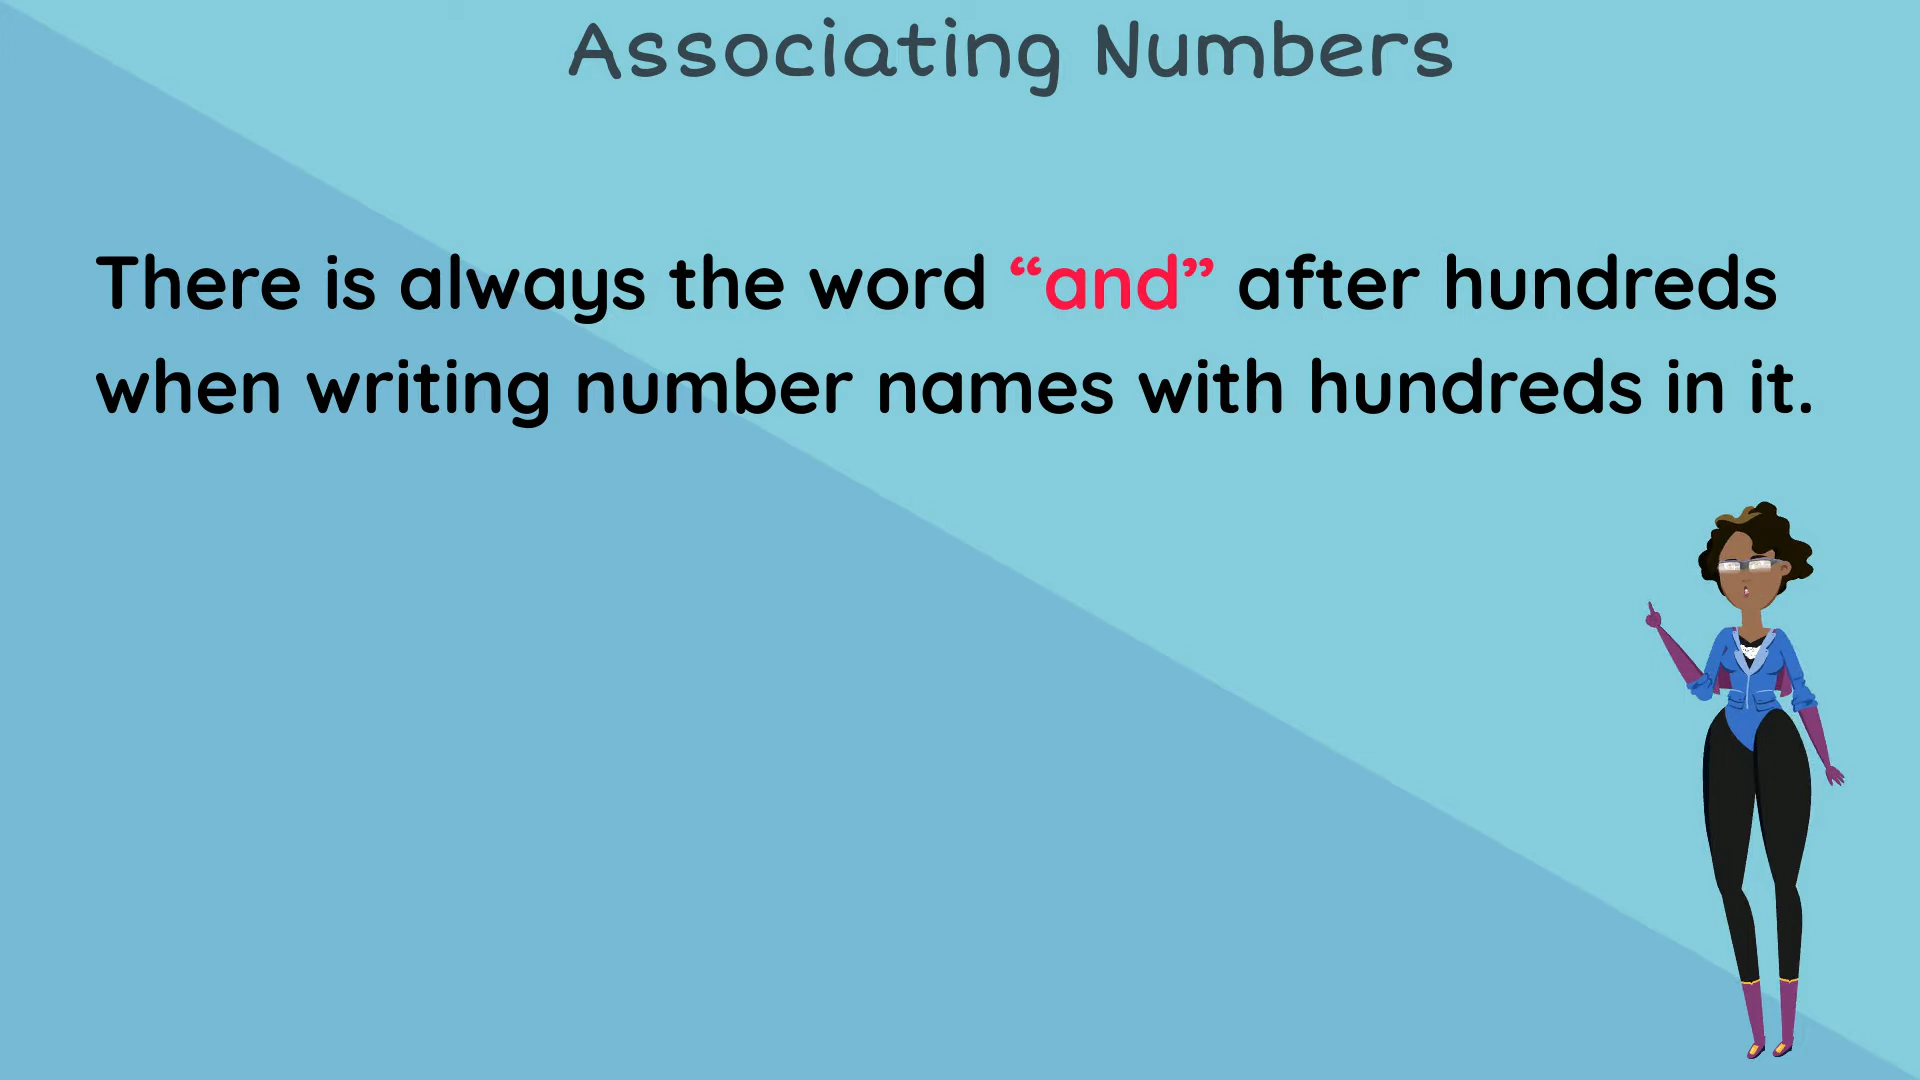 Associating Numbers
There is always the word “and” after hundreds
when writing number names with hundreds in it.